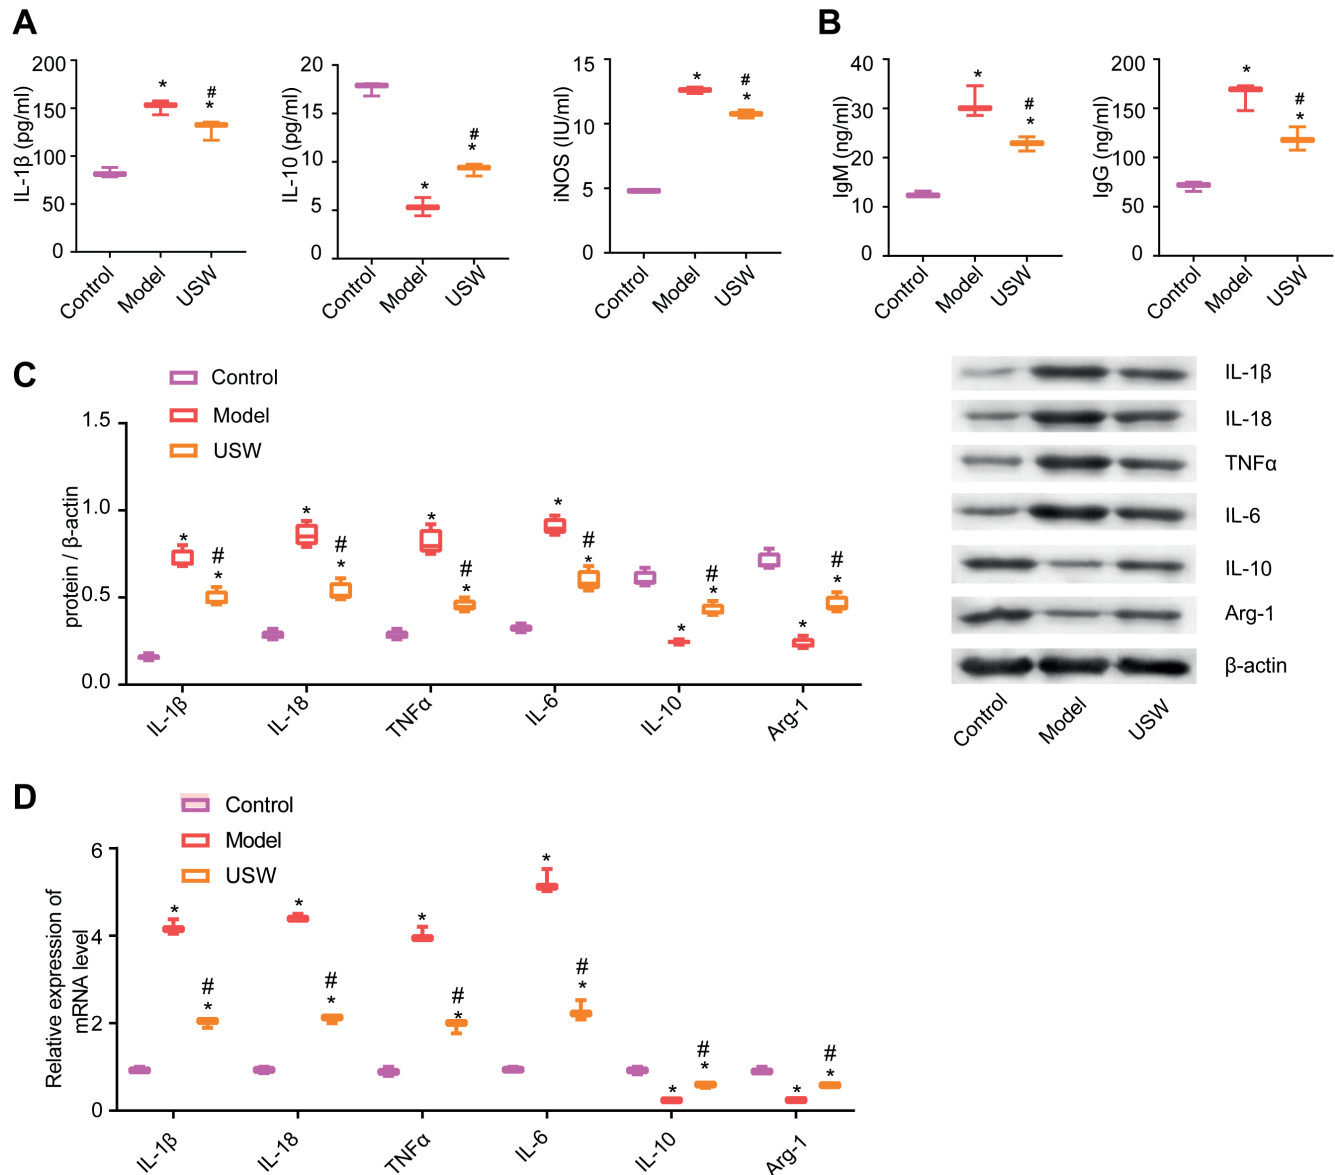 A
B
200
150
100
50
0
IL-1β (pg/ml)
*
#
*
Control
Model
USW
20
15
10
5
0
IL-10 (pg/ml)
*
#
*
Control
Model
USW
15
10
5
0
iNOS (IU/ml)
*
#
*
Control
Model
USW
40
30
20
10
0
IgM (ng/ml)
*
#
*
Control
Model
USW
200
150
100
50
0
IgG (ng/ml)
*
#
*
Control
Model
USW
C
Control
Model
USW
1.5
1.0
0.5
0.0
protein / β-actin
*
#
*
*
#
*
*
#
*
*
#
*
*
#
*
*
#
*
IL-1β
IL-18
TNFα
IL-6
IL-10
Arg-1
IL-1β
IL-18
TNFα
IL-6
IL-10
Arg-1
β-actin
Control
Model
USW
D
Control
Model
USW
6
4
2
0
Relative expression of
mRNA level
*
#
*
*
#
*
*
#
*
*
#
*
*
#
*
*
#
*
IL-1β
IL-18
TNFα
IL-6
IL-10
Arg-1